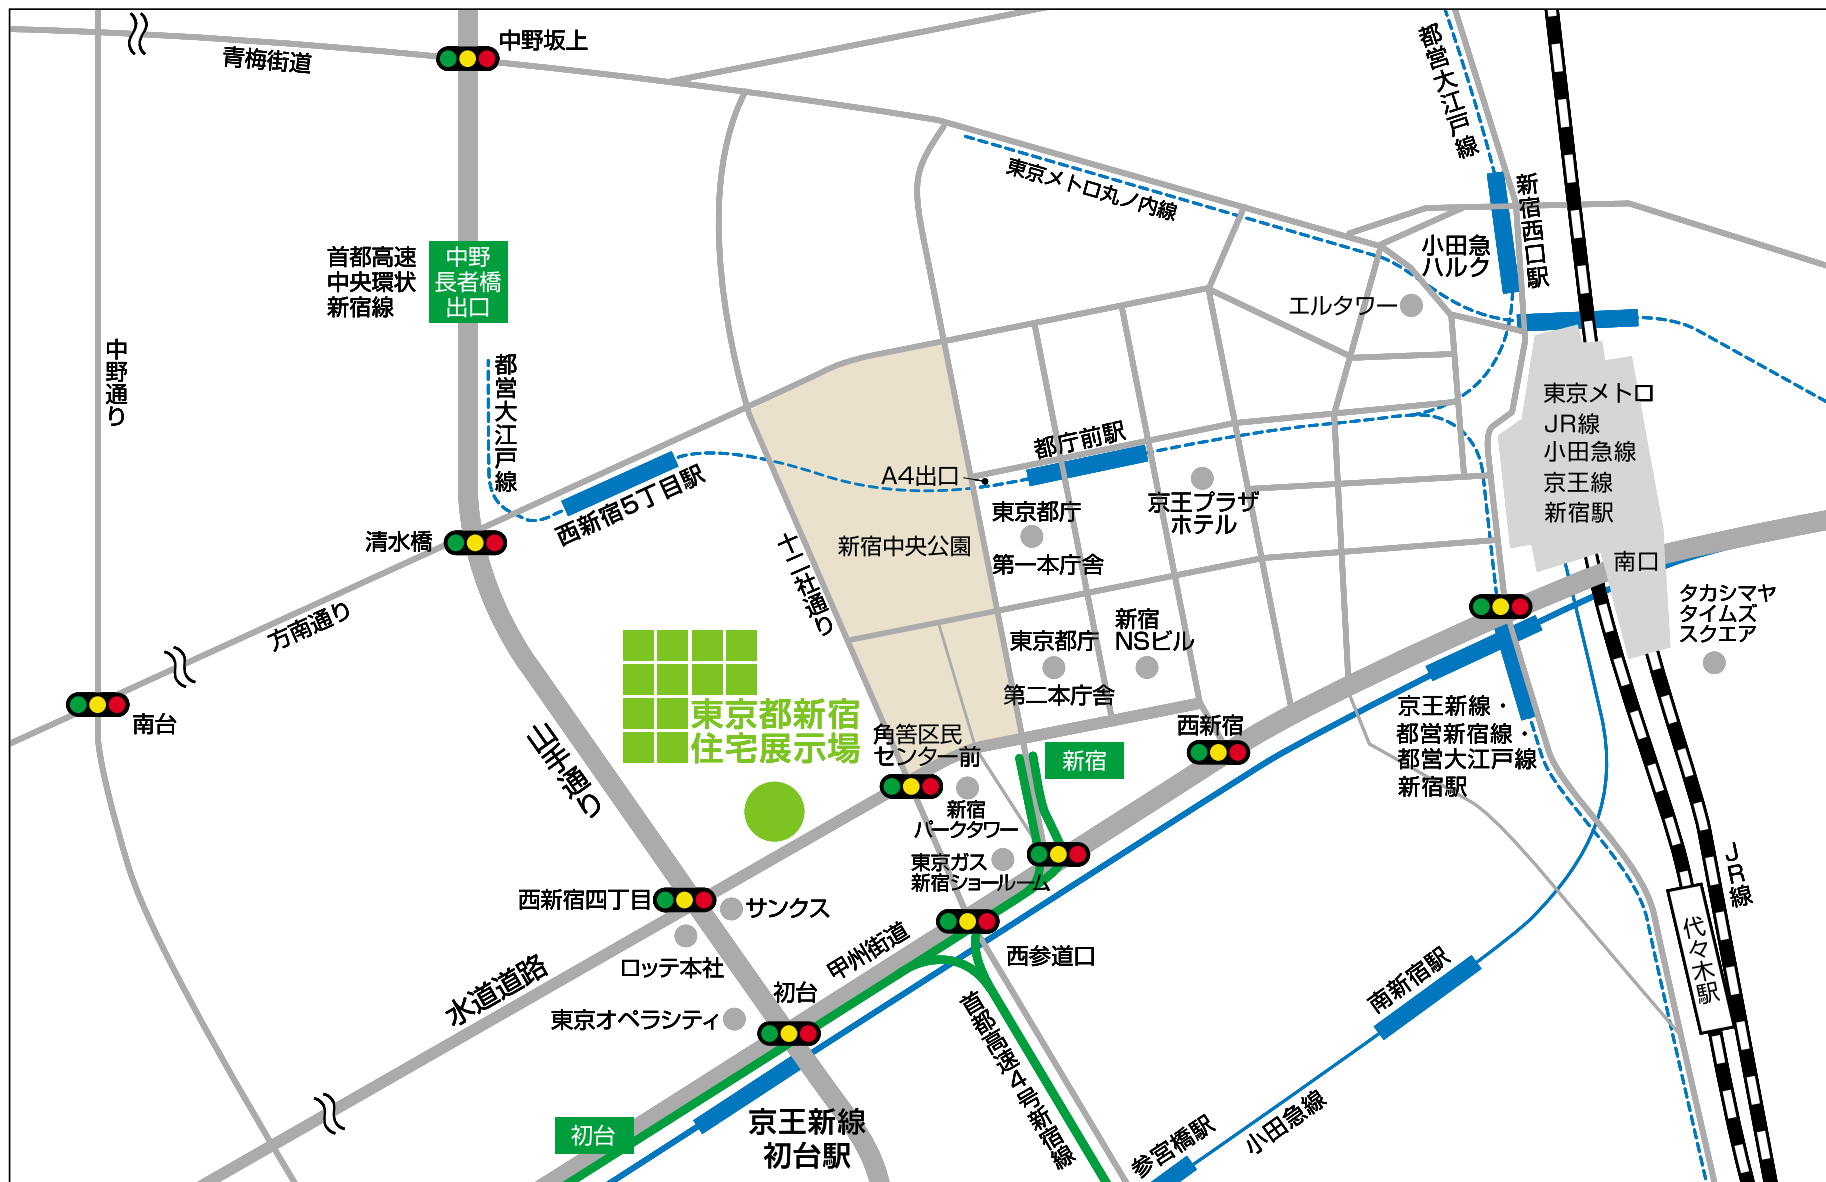 中野坂上
青梅街道
都営大江戸線
東京メトロ丸ノ内線
新宿西口駅
小田急
ハルク
首都高速
中央環状
新宿線
中野
長者橋
出口
エルタワー
中野通り
都営大江戸線
東京メトロ
JR線
小田急線
京王線
新宿駅
都庁前駅
A4出口
西新宿5丁目駅
京王プラザ
ホテル
東京都庁
第一本庁舎
清水橋
新宿中央公園
十二社通り
南口
タカシマヤ
タイムズ
スクエア
方南通り
新宿
NSビル
東京都庁
第二本庁舎
南台
東京都新宿
住宅展示場
角筈区民
センター前
西新宿
京王新線・
都営新宿線・
都営大江戸線
新宿駅
山手通り
新宿
新宿
パークタワー
東京ガス
新宿ショールーム
JR線
西新宿四丁目
サンクス
代々木駅
甲州街道
西参道口
ロッテ本社
水道道路
初台
南新宿駅
東京オペラシティ
首都高速4号新宿線
初台
京王新線
初台駅
参宮橋駅
小田急線